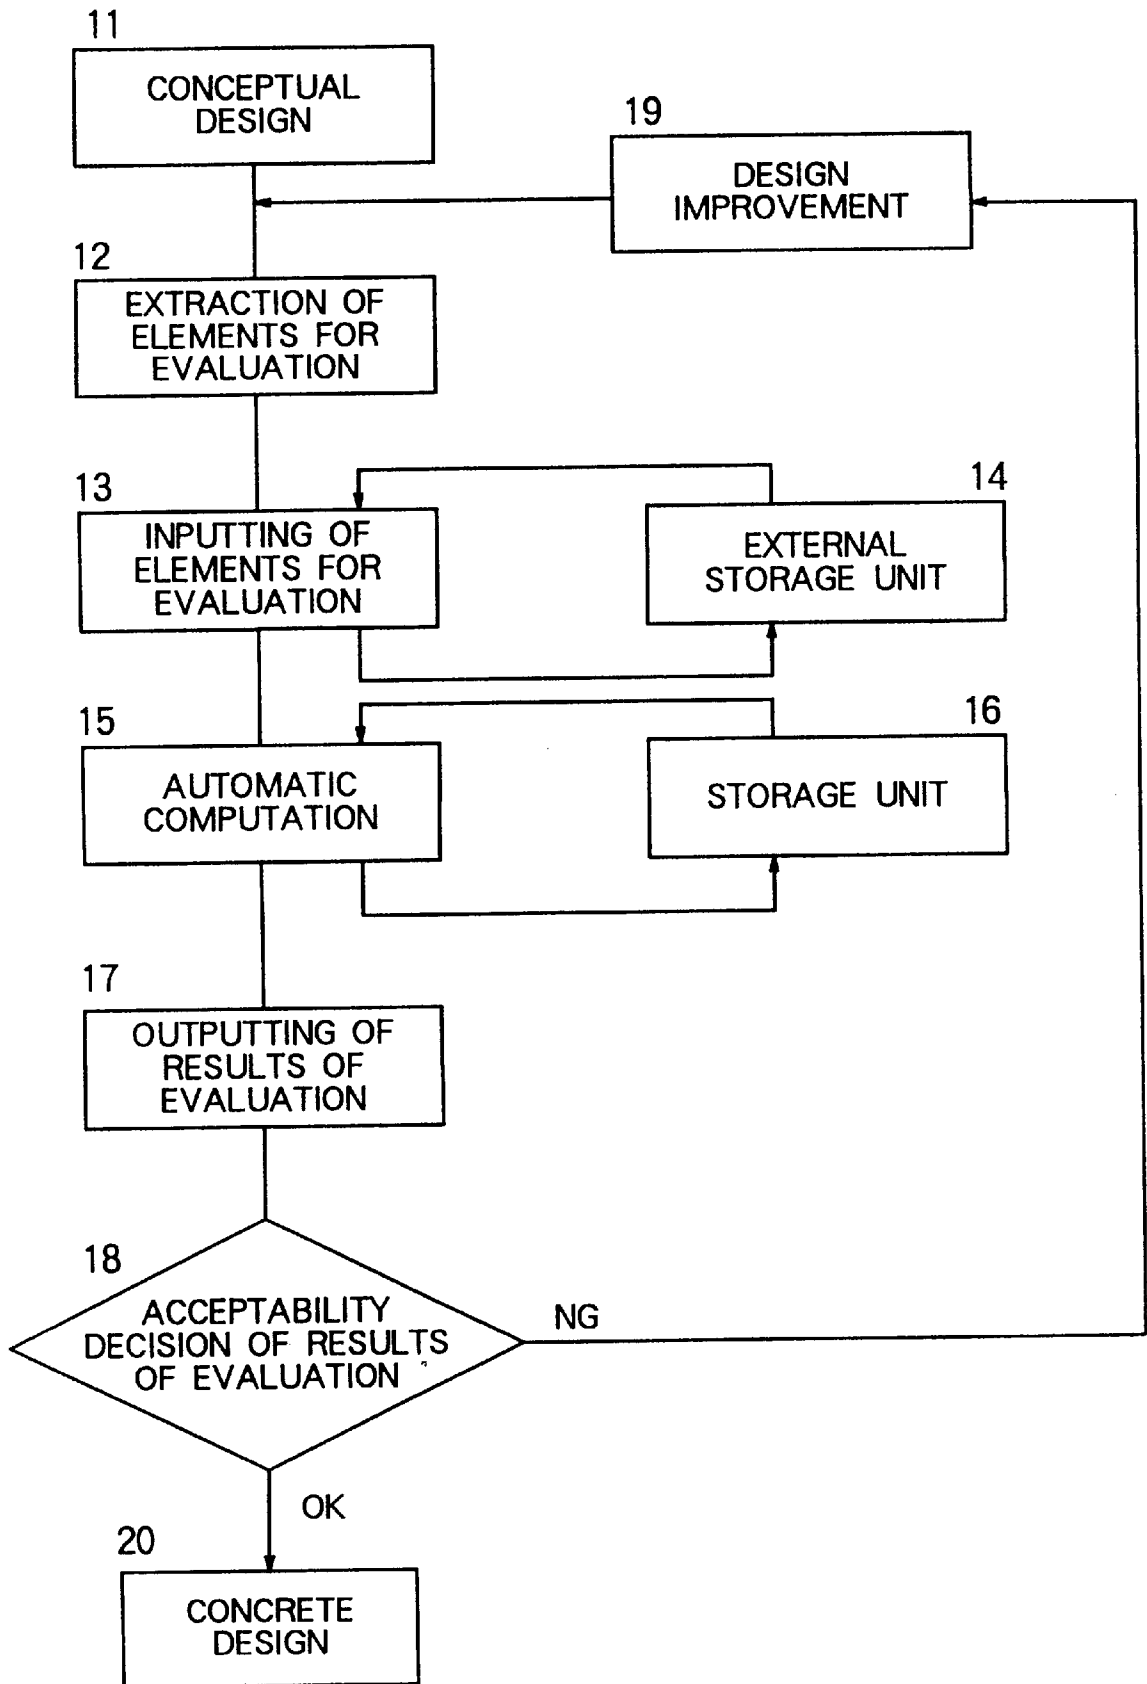 11
CONCEPTUAL
DESIGN
19
DESIGN
IMPROVEMENT
12
EXTRACTION OF
ELEMENTS FOR
EVALUATION
13
INPUTTING OF
ELEMENTS FOR
EVALUATION
14
EXTERNAL
STORAGE UNIT
15
AUTOMATIC
COMPUTATION
16
STORAGE UNIT
17
OUTPUTTING OF
RESULTS OF
EVALUATION
18
ACCEPTABILITY
DECISION OF RESULTS
OF EVALUATION
NG
OK
20
CONCRETE
DESIGN